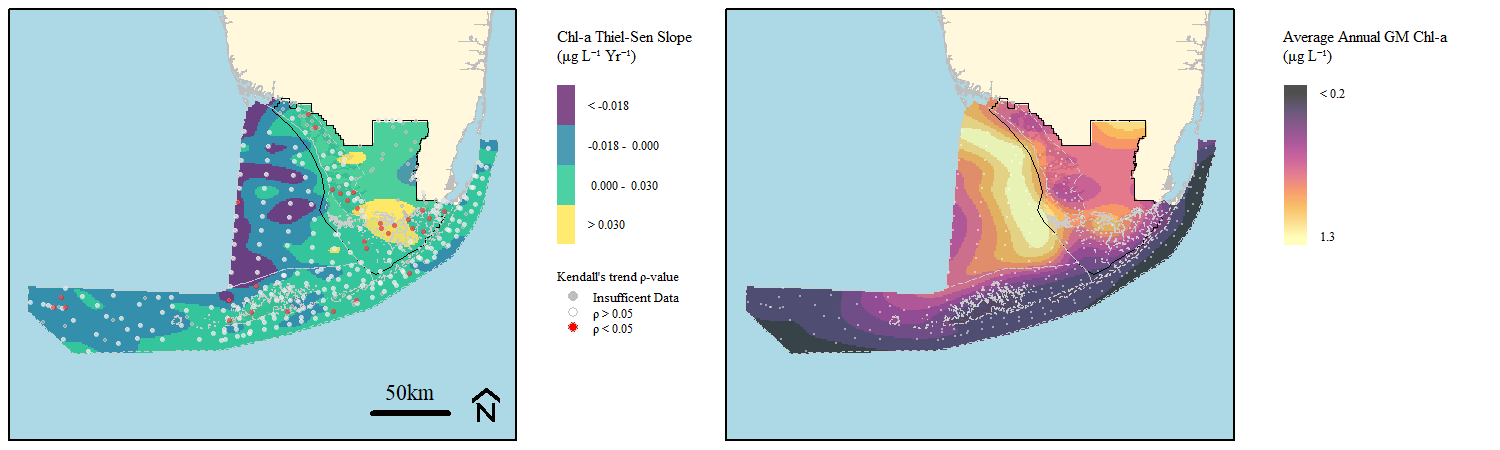 Chl-a Thiel-Sen Slope
(µg L⁻¹ Yr⁻¹)
< -0.018
-0.018 - 0.000
0.000 - 0.030
> 0.030
Kendall's trend ρ-value
Insufficent Data
ρ > 0.05
ρ < 0.05
50km
N
Average Annual GM Chl-a
(µg L⁻¹)
< 0.2
1.3